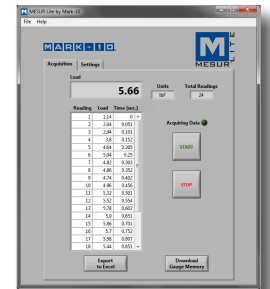 MESUR Lite by Mark-10
File Help
MARK-10
M
MESUR
LITE
Acquisition Settings
Load
5.66
Units
lbF
Total Readings
24
Reading Load Time [sec.]
1 3.14 0
2 2.84 0.051
3 2.94 0.101
4 3.8 0.152
5 4.64 0.205
6 5.04 0.25
7 4.82 0.303
8 4.86 0.352
9 4.74 0.402
10 4.96 0.456
11 5.32 0.501
12 5.52 0.554
13 5.78 0.602
14 5.9 0.651
15 5.86 0.701
16 5.7 0.752
17 5.38 0.807
18 5.44 0.851
Acquiring Data
START
STOP
Export
to Excel
Download
Gauge Memory